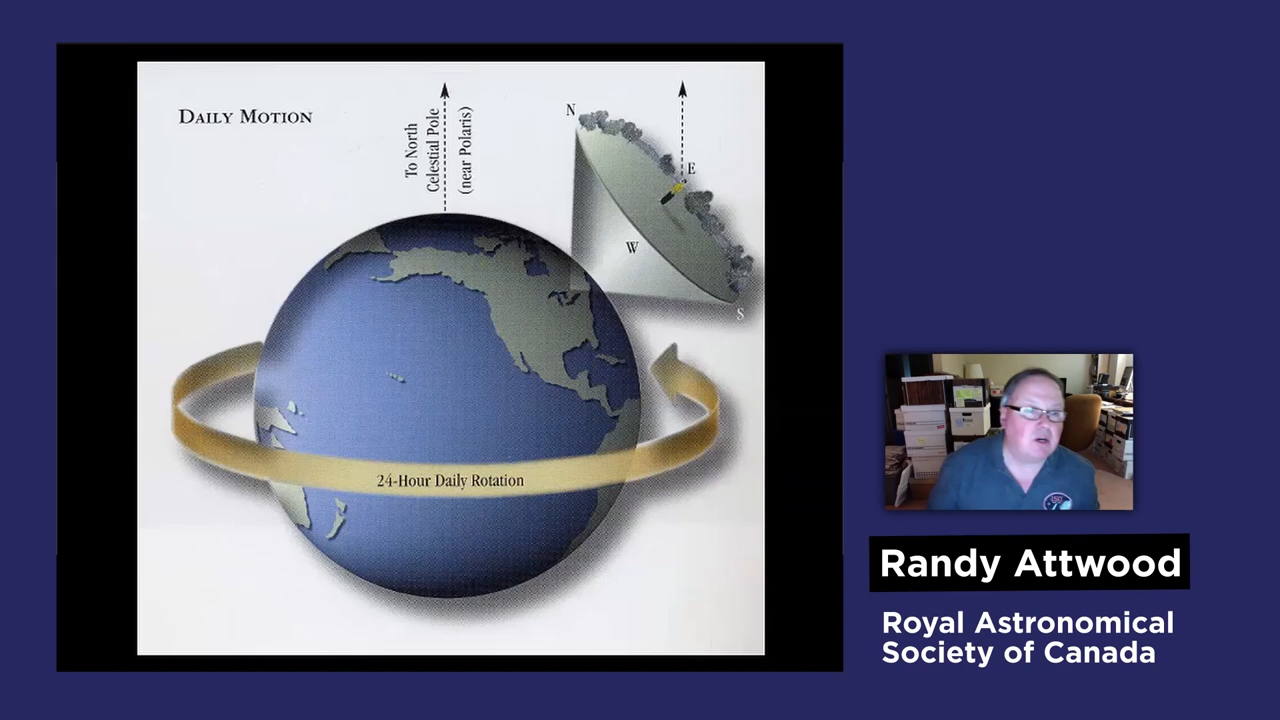 DAILY MOTION
To North
Celestial Pole
(near Polaris)
N
E
W
S
24-Hour Daily Rotation
150
Randy Attwood
Royal Astronomical
Society of Canada